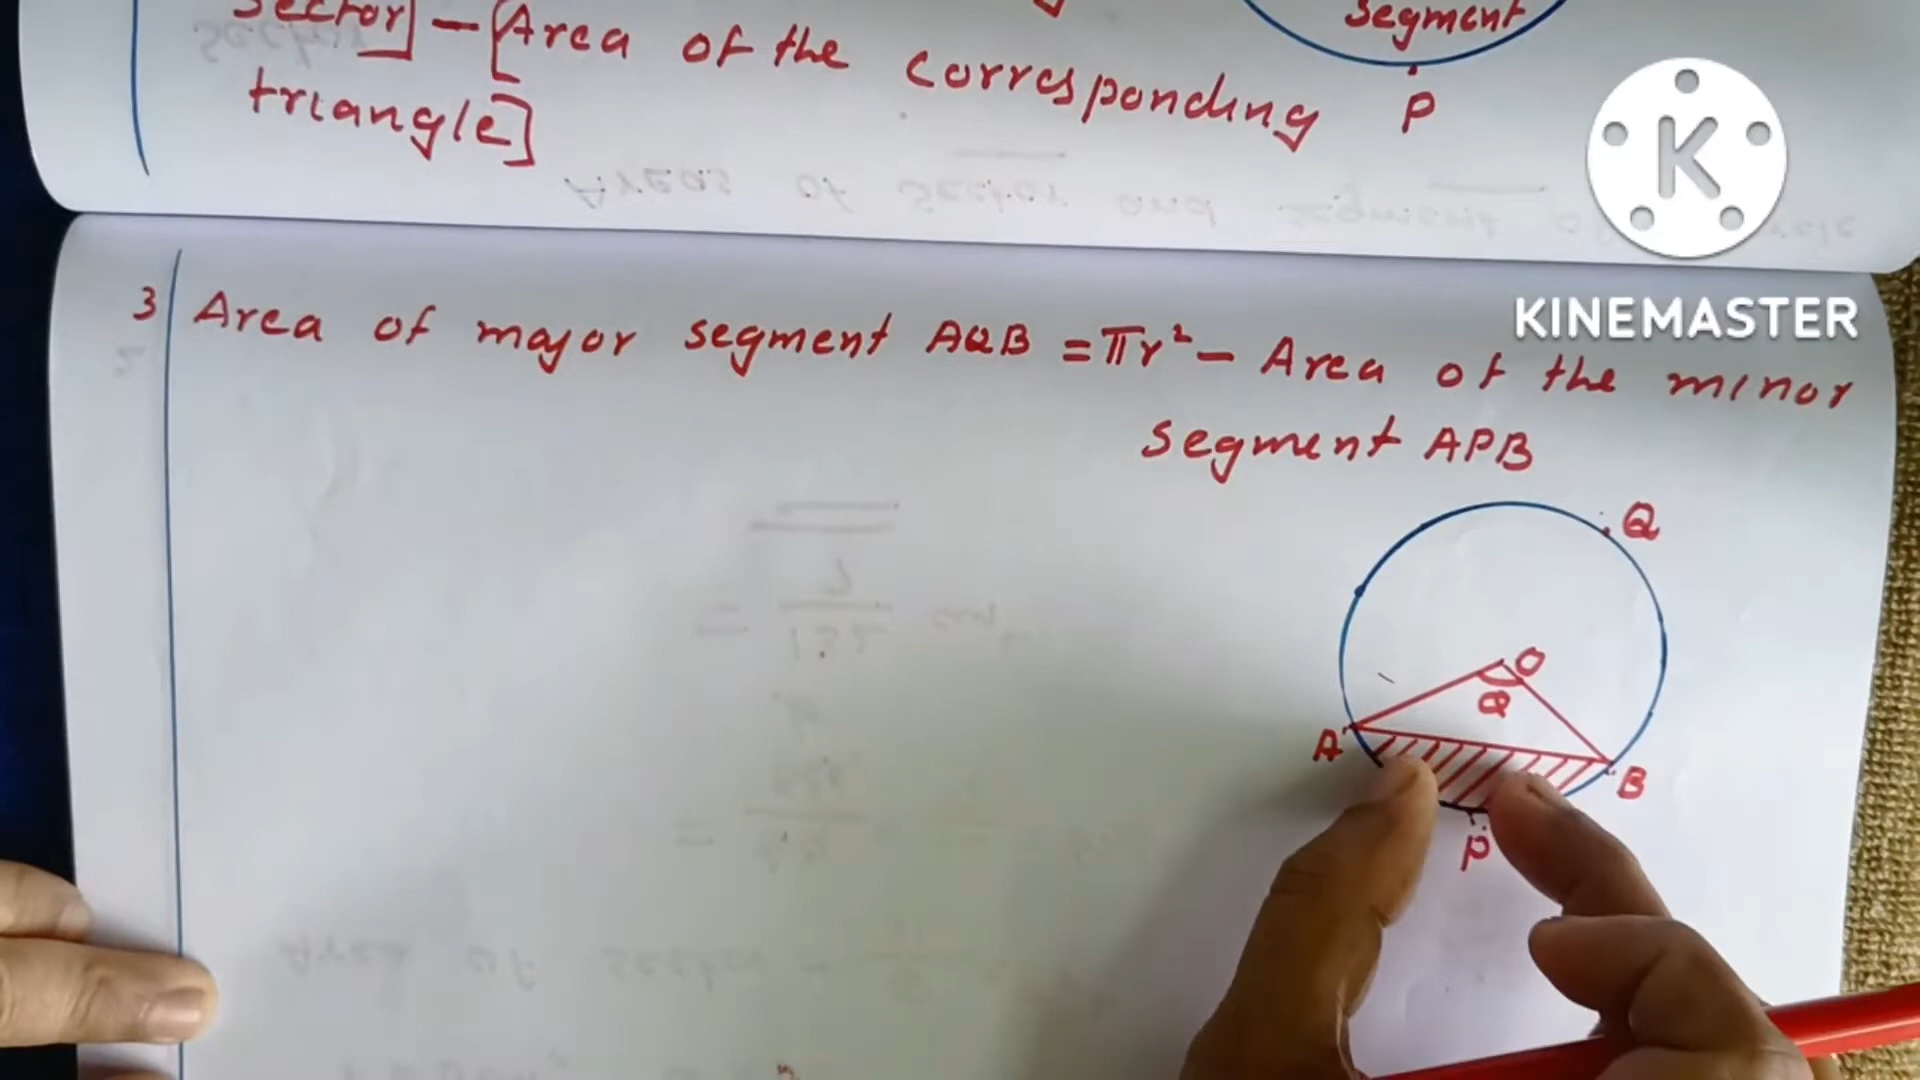 Sector] - [Area of the corresponding
triangle]
segment
P
K
KINEMASTER
3 Area of major segment AQB = πr² - Area of the minor
segment APB
Q
O
Q
A
B
P